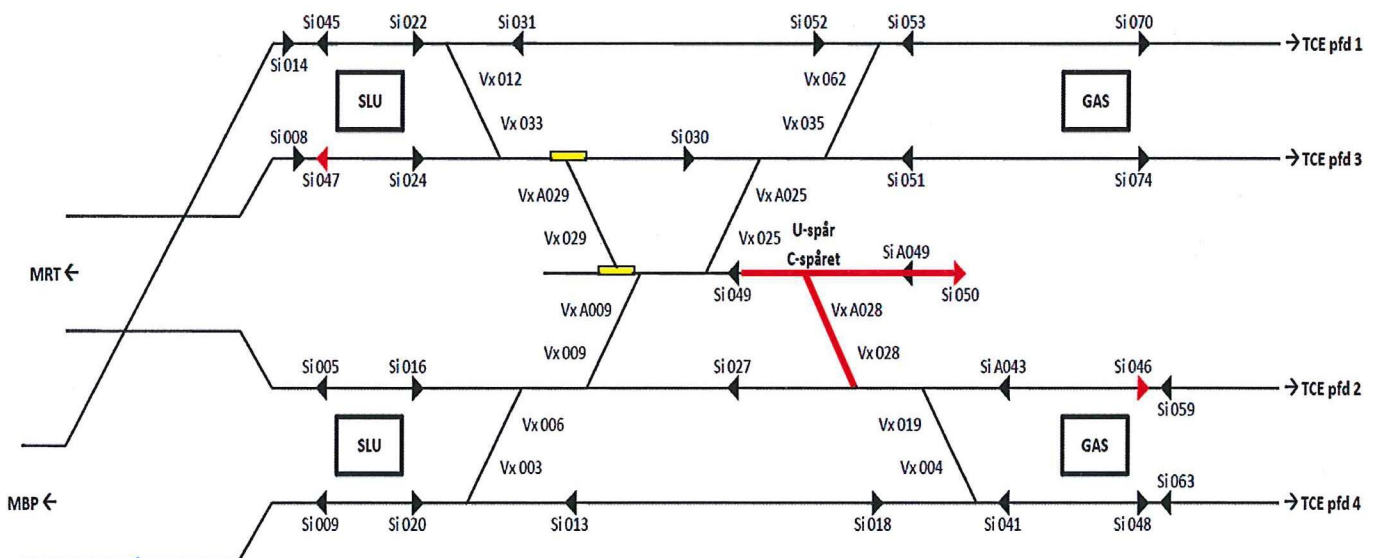 Si 045
Si 022
Si 031
Si 052
Si 053
Si 070
→ TCE pfd 1
Si 014
SLU
Vx 012
Vx 062
GAS
Vx 033
Vx 035
Si 008
Si 030
→ TCE pfd 3
Si 047
Si 024
Si 051
Si 074
Vx A029
Vx A025
U-spår
Vx 029
Vx 025
C-spåret
Si A049
MRT ←
Si 049
Si 050
Vx A009
Vx A028
Vx 009
Vx 028
Si 005
Si 016
Si 027
Si A043
Si 046
→ TCE pfd 2
Si 059
SLU
Vx 006
Vx 019
GAS
Vx 003
Vx 004
Si 063
MBP ←
→ TCE pfd 4
Si 009
Si 020
Si 013
Si 018
Si 041
Si 048